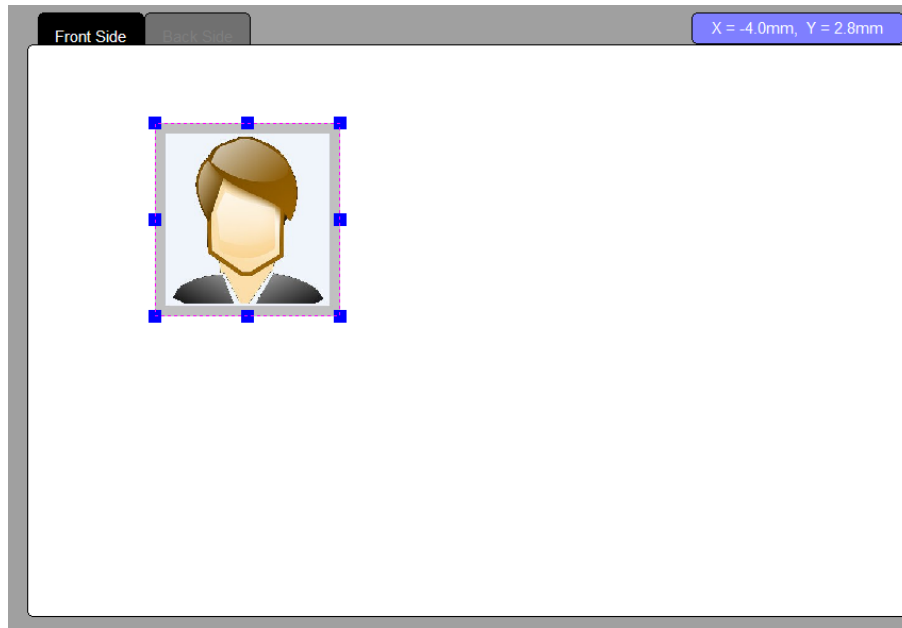 Front Side
Back Side
X = -4.0mm, Y = 2.8mm